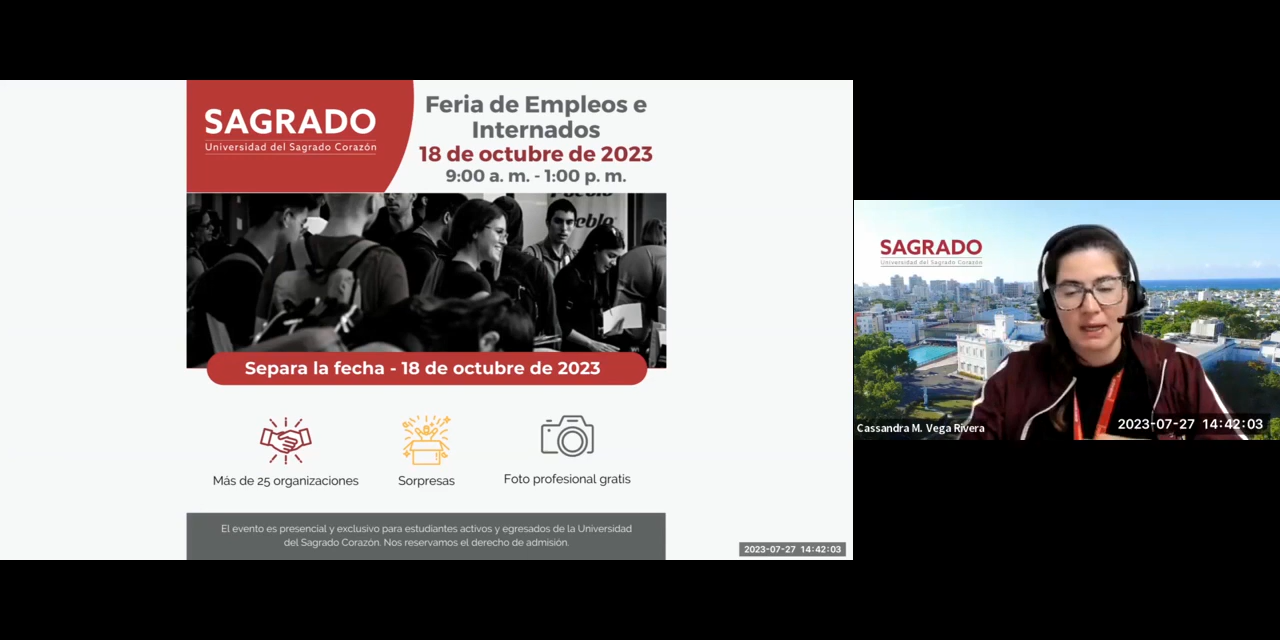 SAGRADO
Universidad del Sagrado Corazón
Feria de Empleos e
Internados
18 de octubre de 2023
9:00 a. m. - 1:00 p. m.
Separa la fecha - 18 de octubre de 2023
Más de 25 organizaciones
Sorpresas
Foto profesional gratis
El evento es presencial y exclusivo para estudiantes activos y egresados de la Universidad
del Sagrado Corazón. Nos reservamos el derecho de admisión.
2023-07-27 14:42:03
SAGRADO
Universidad del Sagrado Corazón
Cassandra M. Vega Rivera
2023-07-27 14:42:03